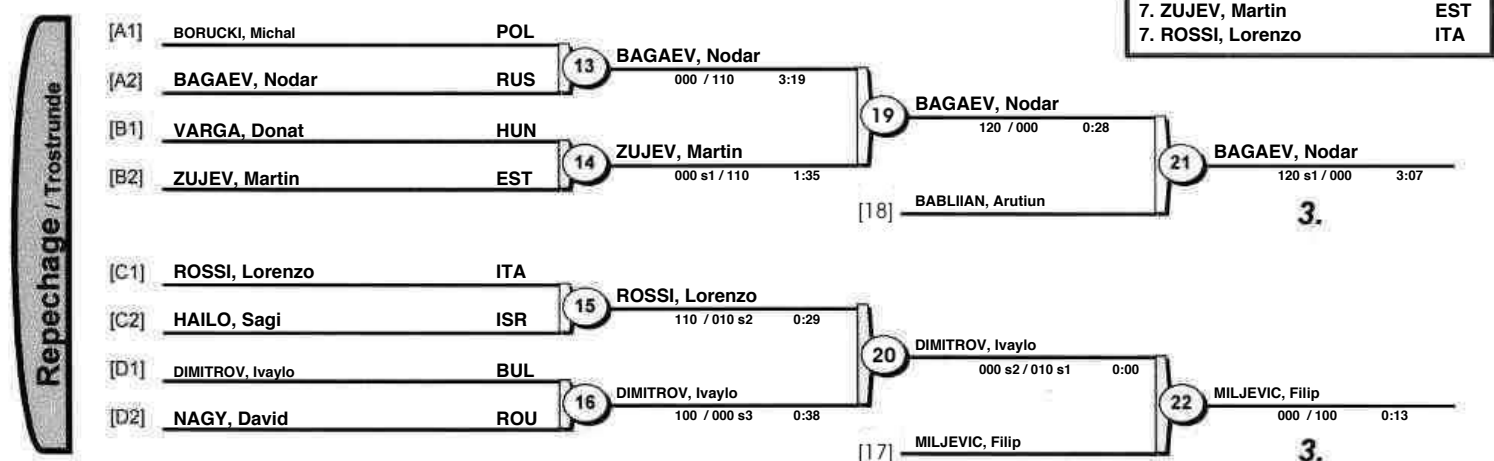 7. ZUJEV, Martin EST
7. ROSSI, Lorenzo ITA
Repechage / Trostrunde
[A1] BORUCKI, Michal POL
[A2] BAGAEV, Nodar RUS
13 BAGAEV, Nodar
000 / 110 3:19
[B1] VARGA, Donat HUN
[B2] ZUJEV, Martin EST
14 ZUJEV, Martin
000 s1 / 110 1:35
19 BAGAEV, Nodar
120 / 000 0:28
[18] BABLIIAN, Arutiun
21 BAGAEV, Nodar
120 s1 / 000 3:07
3.
[C1] ROSSI, Lorenzo ITA
[C2] HAILO, Sagi ISR
15 ROSSI, Lorenzo
110 / 010 s2 0:29
[D1] DIMITROV, Ivaylo BUL
[D2] NAGY, David ROU
16 DIMITROV, Ivaylo
100 / 000 s3 0:38
20 DIMITROV, Ivaylo
000 s2 / 010 s1 0:00
[17] MILJEVIC, Filip
22 MILJEVIC, Filip
000 / 100 0:13
3.